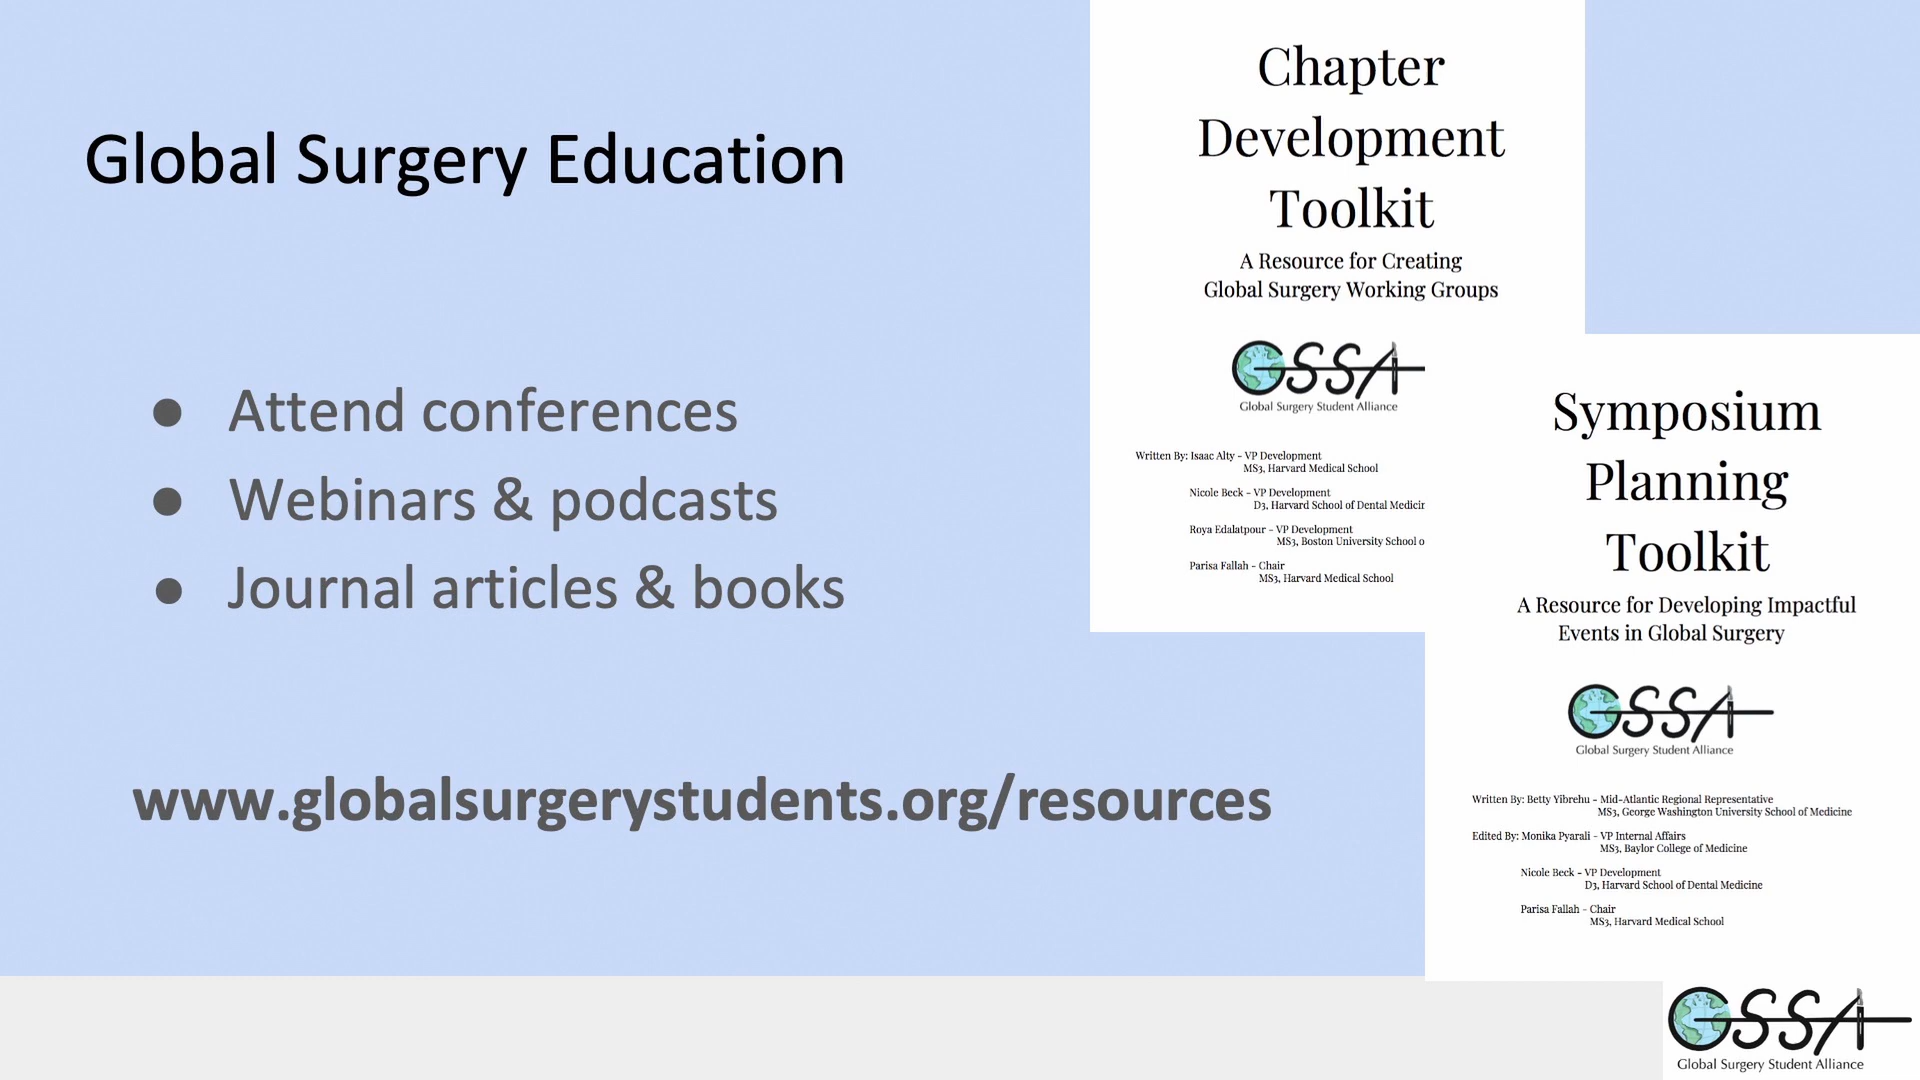 Global Surgery Education
● Attend conferences
● Webinars & podcasts
● Journal articles & books
www.globalsurgerystudents.org/resources
Chapter
Development
Toolkit
A Resource for Creating
Global Surgery Working Groups
GSSA
Global Surgery Student Alliance
Written By: Isaac Alty - VP Development
MS3, Harvard Medical School
Nicole Beck - VP Development
D3, Harvard School of Dental Medicir
Roya Edalatpour - VP Development
MS3, Boston University School o
Parisa Fallah - Chair
MS3, Harvard Medical School
Symposium
Planning
Toolkit
A Resource for Developing Impactful
Events in Global Surgery
GSSA
Global Surgery Student Alliance
Written By: Betty Yibrehu - Mid-Atlantic Regional Representative
MS3, George Washington University School of Medicine
Edited By: Monika Pyarali - VP Internal Affairs
MS3, Baylor College of Medicine
Nicole Beck - VP Development
D3, Harvard School of Dental Medicine
Parisa Fallah - Chair
MS3, Harvard Medical School
GSSA
Global Surgery Student Alliance